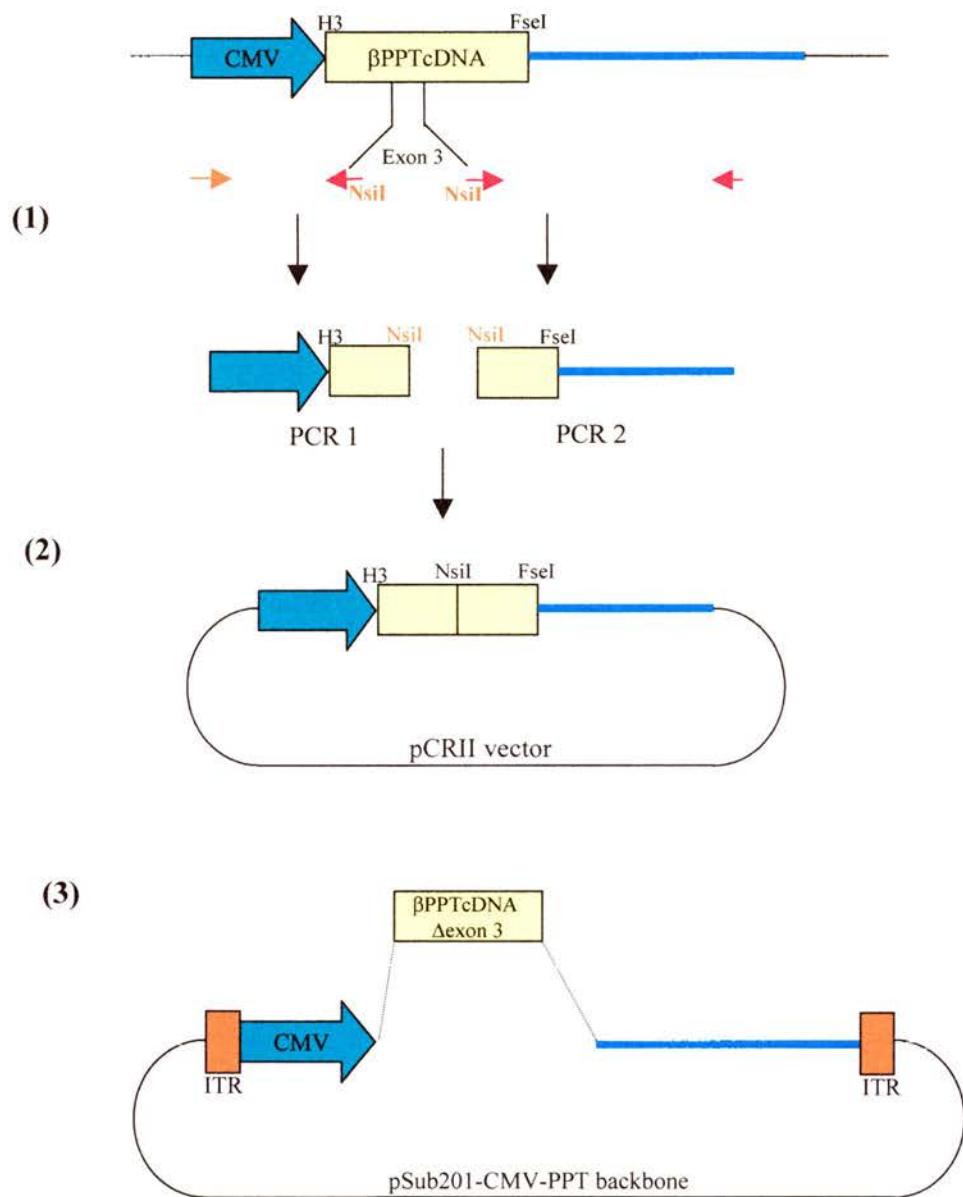 H3 FseI
CMV βPPTcDNA
Exon 3
NsiI NsiI
(1)
H3 NsiI NsiI FseI
PCR 1 PCR 2
(2)
H3 NsiI FseI
pCRII vector
(3)
βPPTcDNA
Δexon 3
CMV
ITR ITR
pSub201-CMV-PPT backbone